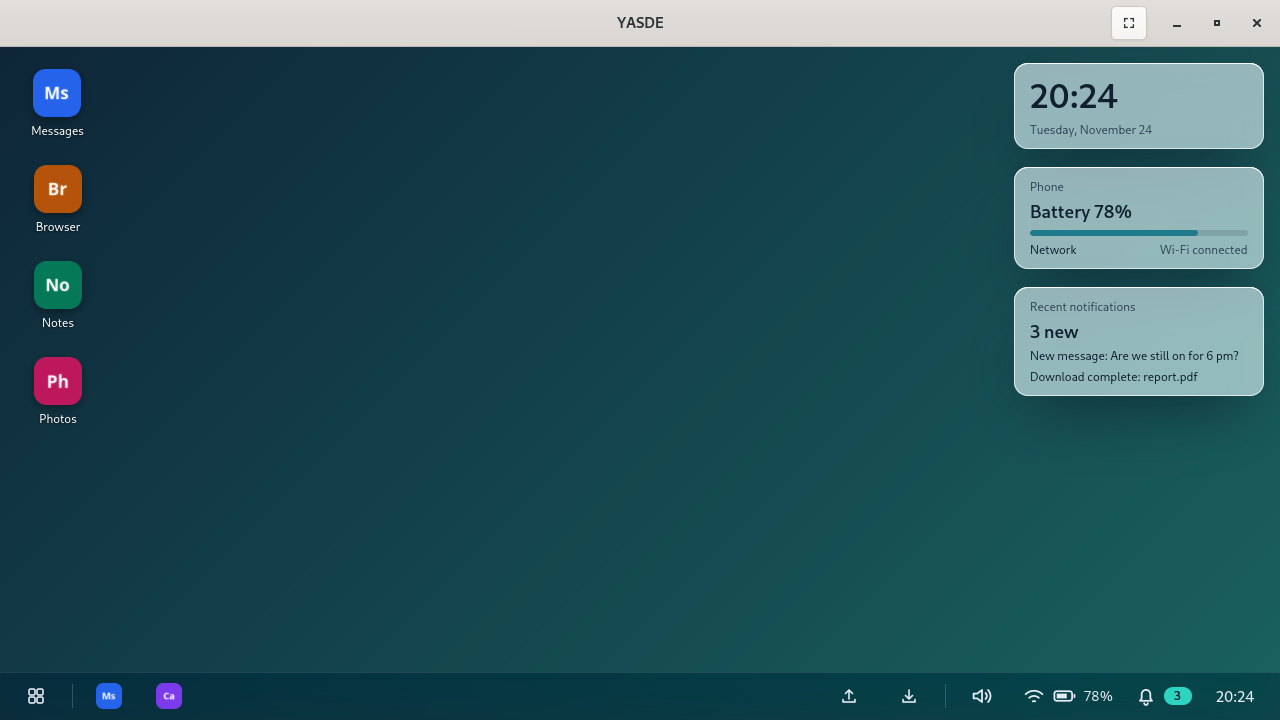 YASDE
Ms
Messages
Br
Browser
No
Notes
Ph
Photos
20:24
Tuesday, November 24
Phone
Battery 78%
Network Wi-Fi connected
Recent notifications
3 new
New message: Are we still on for 6 pm?
Download complete: report.pdf
Ms Ca 78% 3 20:24